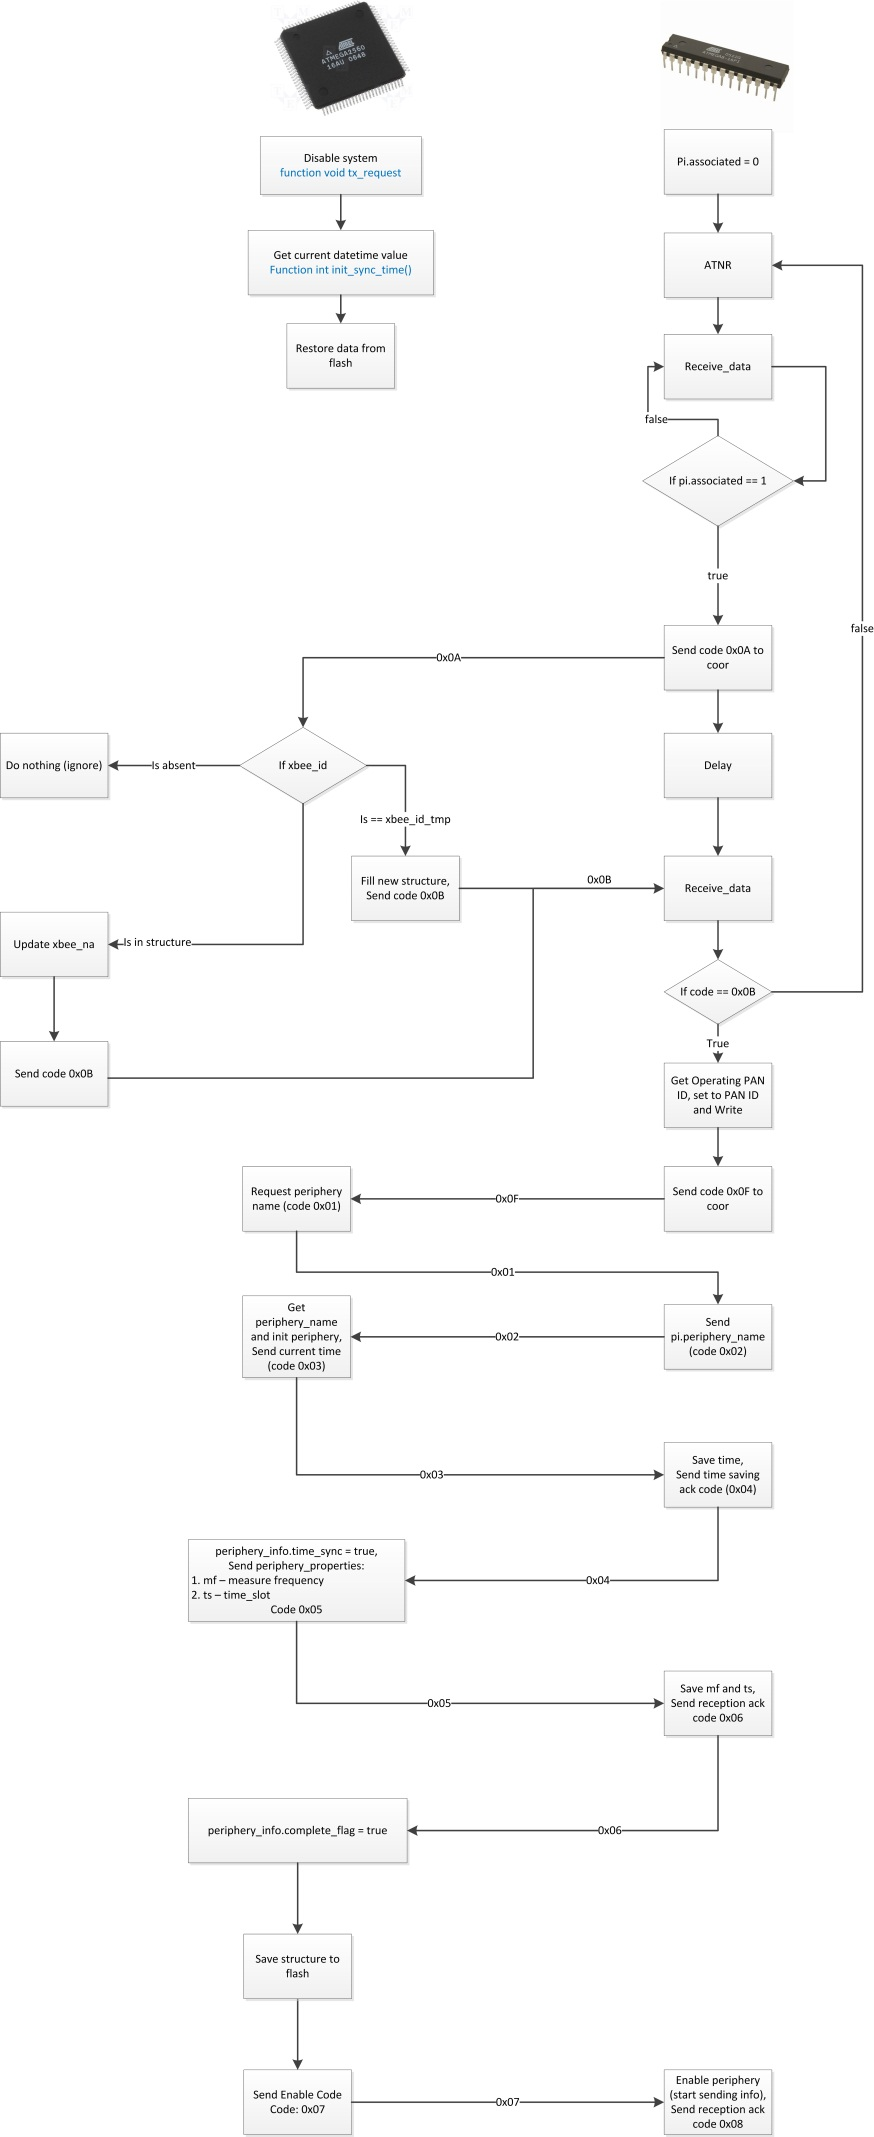 ATMEGA2560
16AU 0848
Disable system
function void tx_request
Pi.associated = 0
Get current datetime value
Function int init_sync_time()
ATNR
Restore data from
flash
Receive_data
false
If pi.associated == 1
true
false
Send code 0x0A to
coor
0x0A
Do nothing (ignore)
Is absent
If xbee_id
Delay
Is == xbee_id_tmp
Fill new structure,
Send code 0x0B
0x0B
Receive_data
Update xbee_na
Is in structure
If code == 0x0B
True
Send code 0x0B
Get Operating PAN
ID, set to PAN ID
and Write
Request periphery
name (code 0x01)
0x0F
Send code 0x0F to
coor
0x01
Get
periphery_name
and init periphery,
Send current time
(code 0x03)
0x02
Send
pi.periphery_name
(code 0x02)
0x03
Save time,
Send time saving
ack code (0x04)
periphery_info.time_sync = true,
Send periphery_properties:
1. mf – measure frequency
2. ts – time_slot
Code 0x05
0x04
0x05
Save mf and ts,
Send reception ack
code 0x06
periphery_info.complete_flag = true
0x06
Save structure to
flash
Send Enable Code
Code: 0x07
0x07
Enable periphery
(start sending info),
Send reception ack
code 0x08